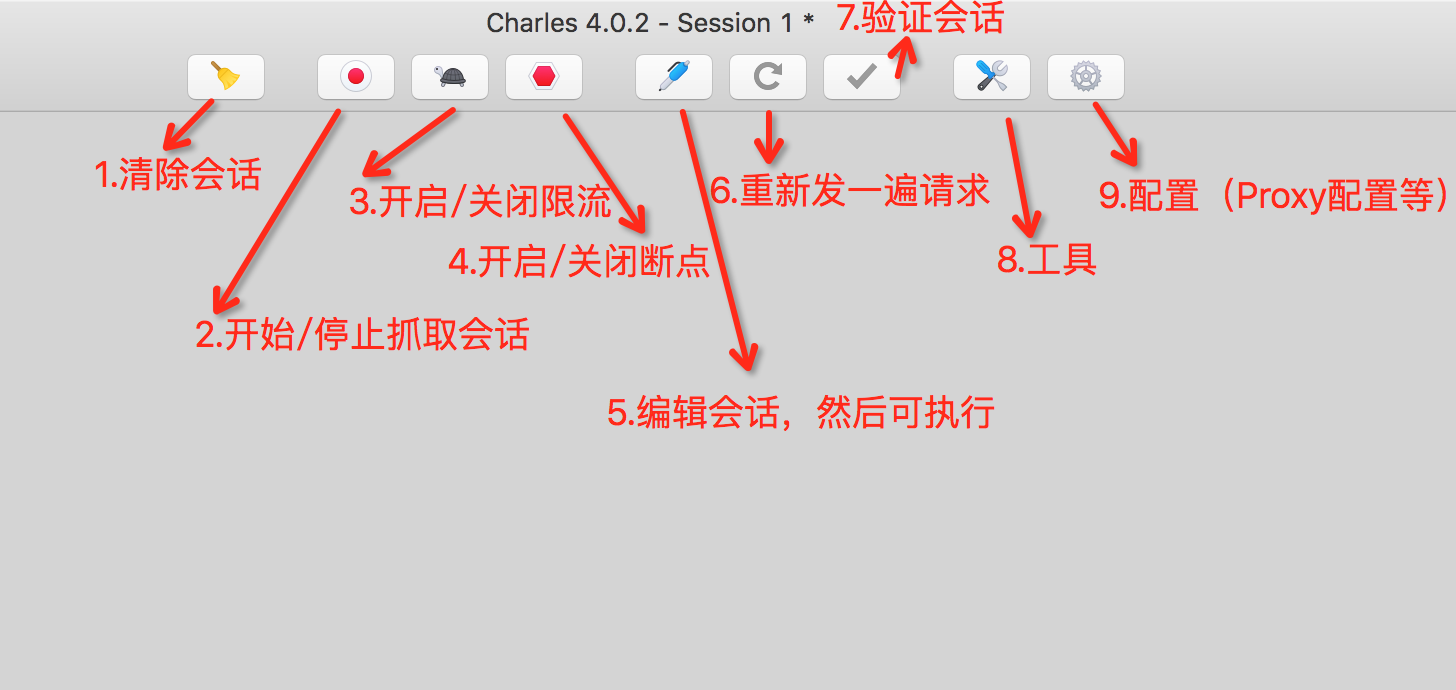 Charles 4.0.2 - Session 1 *
7.验证会话
1.清除会话
3.开启/关闭限流
6.重新发一遍请求
9.配置（Proxy配置等）
4.开启/关闭断点
8.工具
2.开始/停止抓取会话
5.编辑会话，然后可执行